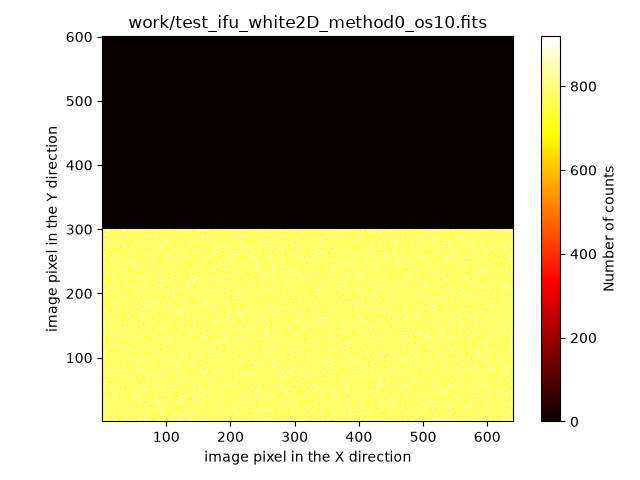 work/test_ifu_white2D_method0_os10.fits
600
500
400
300
200
100
image pixel in the Y direction
100 200 300 400 500 600
image pixel in the X direction
800
600
400
200
0
Number of counts